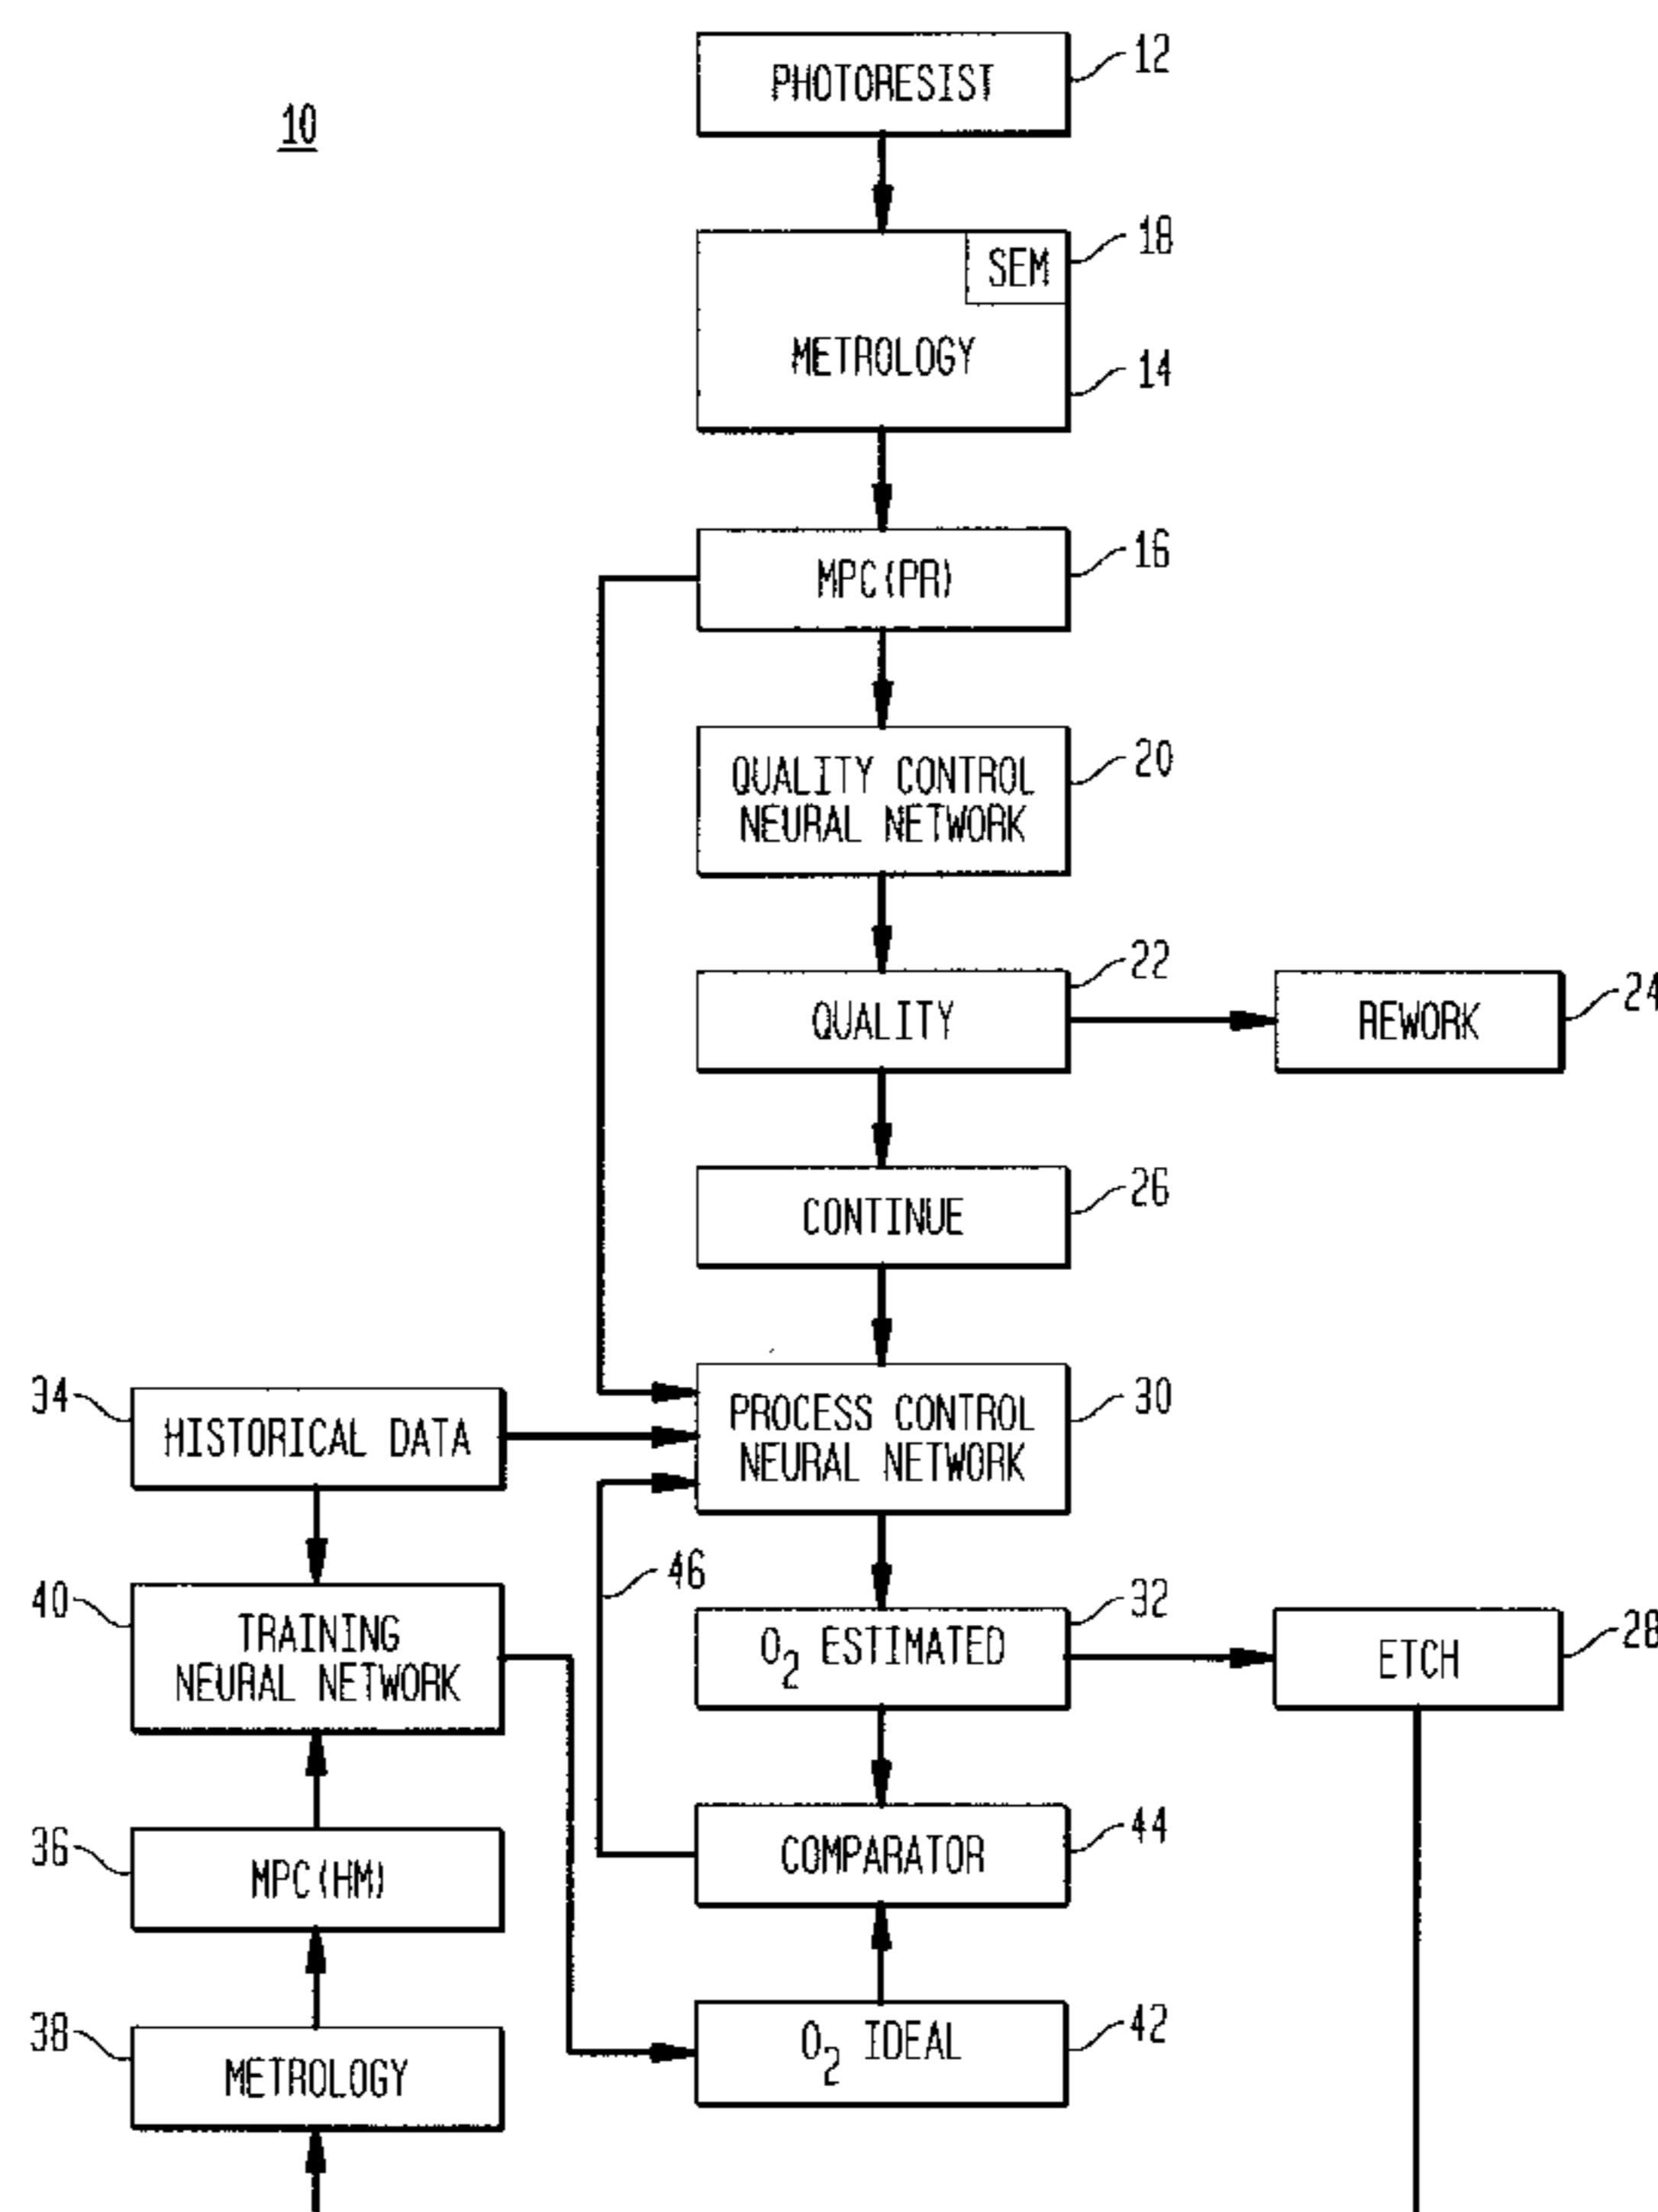 10
PHOTORESIST
12
SEM
18
METROLOGY
14
MPC(PR)
16
QUALITY CONTROL
NEURAL NETWORK
20
QUALITY
22
REWORK
24
CONTINUE
26
PROCESS CONTROL
NEURAL NETWORK
30
34
HISTORICAL DATA
46
40
TRAINING
NEURAL NETWORK
O2 ESTIMATED
32
ETCH
28
36
MPC(HM)
COMPARATOR
44
38
METROLOGY
O2 IDEAL
42